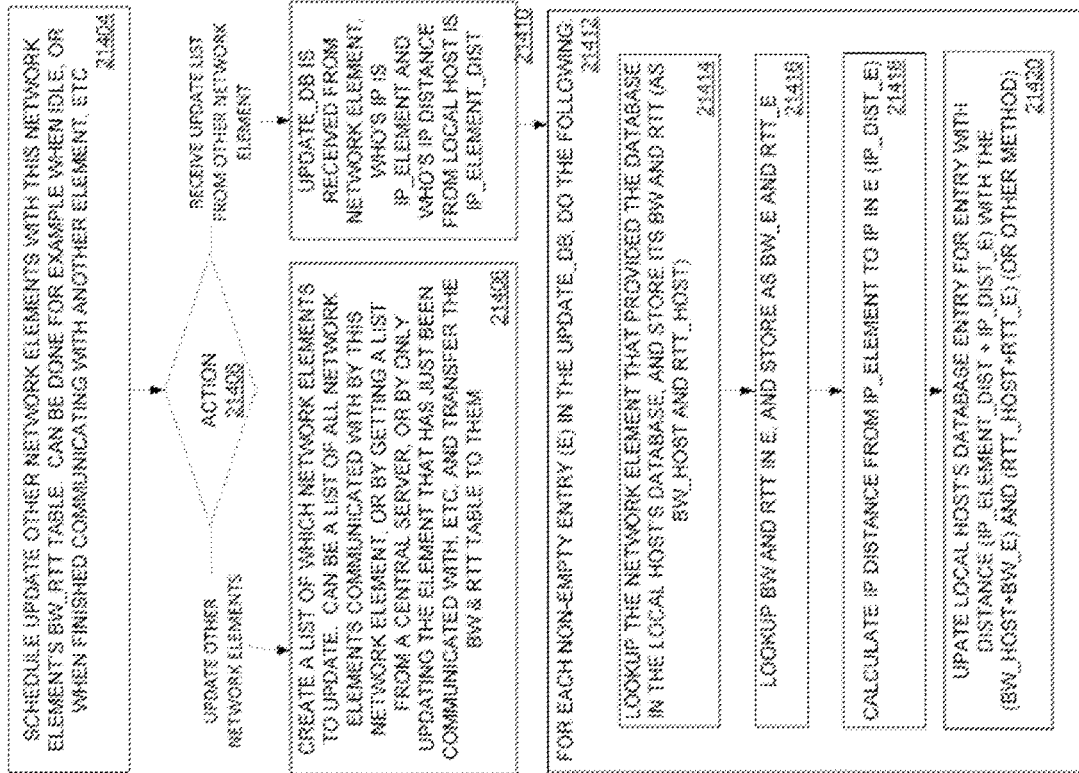 SCHEDULE UPDATE OTHER NETWORK ELEMENTS WITH THIS NETWORK
ELEMENT'S BW_RTT TABLE. CAN BE DONE FOR EXAMPLE WHEN IDLE, OR
WHEN FINISHED COMMUNICATING WITH ANOTHER ELEMENT, ETC
21404
ACTION
21406
UPDATE OTHER
NETWORK ELEMENTS
RECEIVE UPDATE LIST
FROM OTHER NETWORK
ELEMENT
CREATE A LIST OF WHICH NETWORK ELEMENTS
TO UPDATE. CAN BE A LIST OF ALL NETWORK
ELEMENTS COMMUNICATED WITH BY THIS
NETWORK ELEMENT, OR BY GETTING A LIST
FROM A CENTRAL SERVER, OR BY ONLY
UPDATING THE ELEMENT THAT HAS JUST BEEN
COMMUNICATED WITH, ETC. AND TRANSFER THE
BW & RTT TABLE TO THEM
21408
UPDATE_DB IS
RECEIVED FROM
NETWORK ELEMENT,
WHO'S IP IS
IP_ELEMENT AND
WHO'S IP DISTANCE
FROM LOCAL HOST IS
IP_ELEMENT_DIST
21410
FOR EACH NON-EMPTY ENTRY (E) IN THE UPDATE_DB, DO THE FOLLOWING:
21412
LOOKUP THE NETWORK ELEMENT THAT PROVIDED THE DATABASE
IN THE LOCAL HOST'S DATABASE, AND STORE ITS BW AND RTT (AS
BW_HOST AND RTT_HOST)
21414
LOOKUP BW AND RTT IN E, AND STORE AS BW_E AND RTT_E
21416
CALCULATE IP DISTANCE FROM IP_ELEMENT TO IP IN E (IP_DIST_E)
21418
UPATE LOCAL HOST'S DATABASE ENTRY FOR ENTRY WITH
DISTANCE (IP_ELEMENT_DIST + IP_DIST_E) WITH THE
(BW_HOST+BW_E) AND (RTT_HOST+RTT_E) (OR OTHER METHOD)
21420